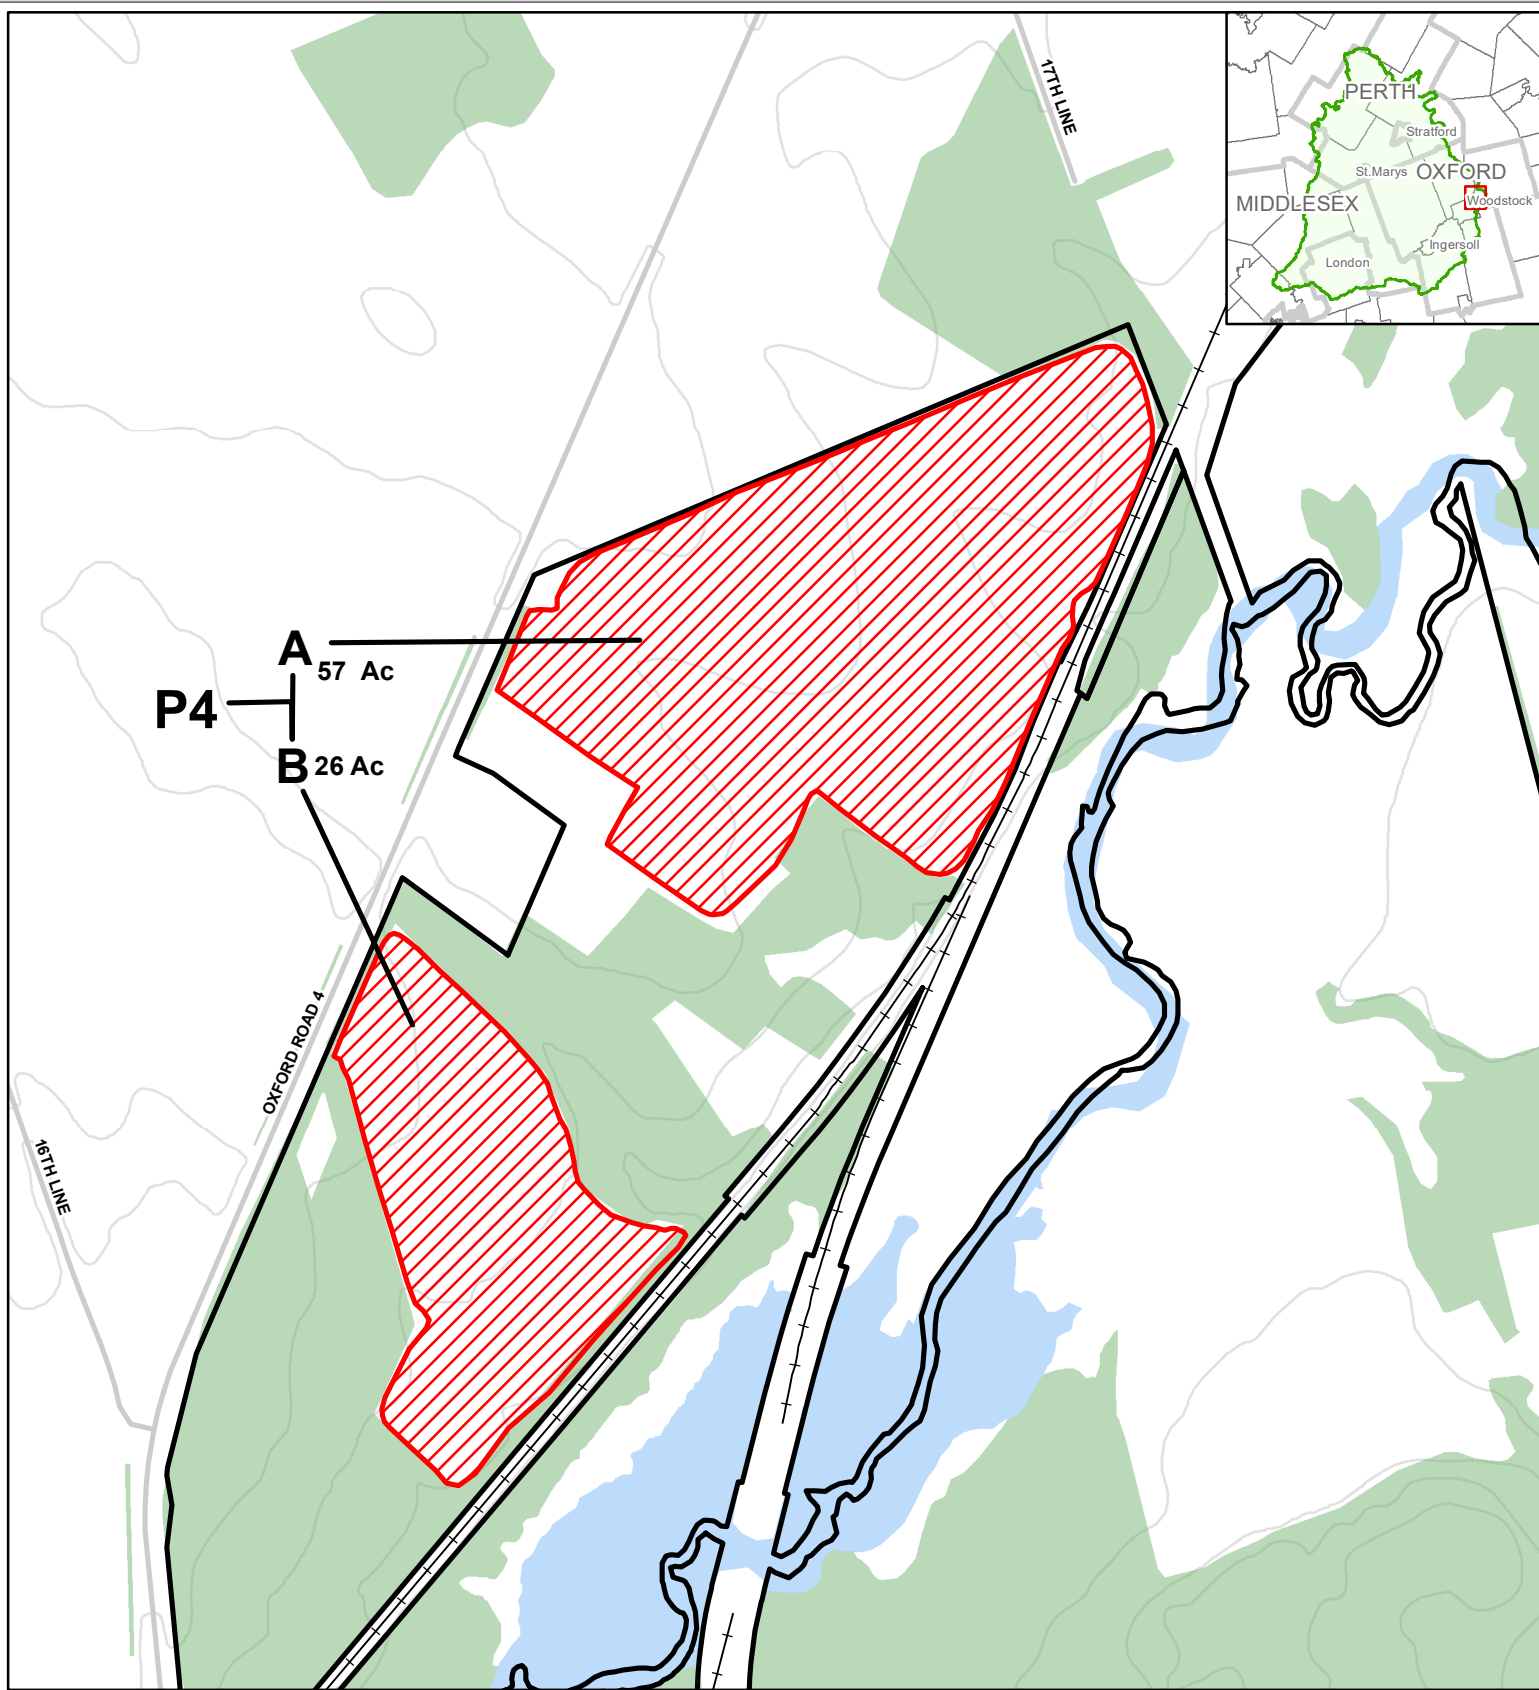 17TH LINE
PERTH
Stratford
St.Marys
OXFORD
MIDDLESEX
Woodstock
Ingersoll
London
A 57 Ac
P4
B 26 Ac
OXFORD ROAD 4
16TH LINE